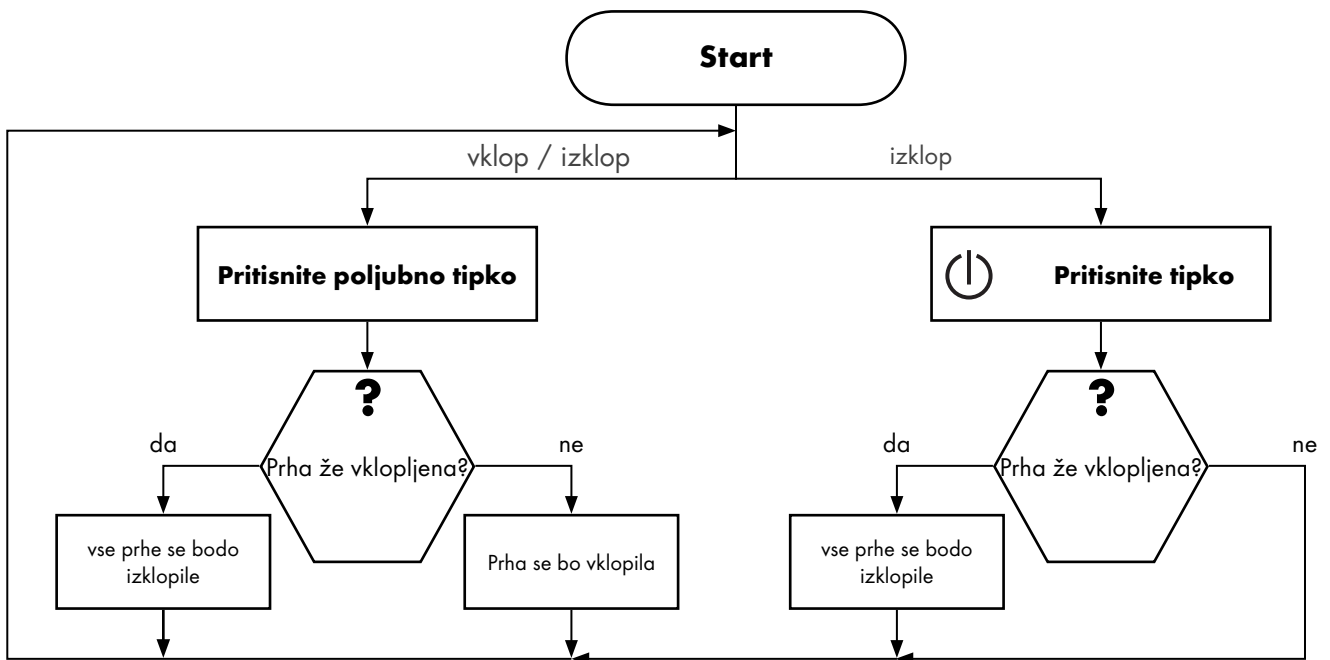 Start
vklop / izklop
izklop
Pritisnite poljubno tipko
Pritisnite tipko
?
?
da
ne
da
ne
Prha že vklopljena?
Prha že vklopljena?
vse prhe se bodo
izklopile
Prha se bo vklopila
vse prhe se bodo
izklopile